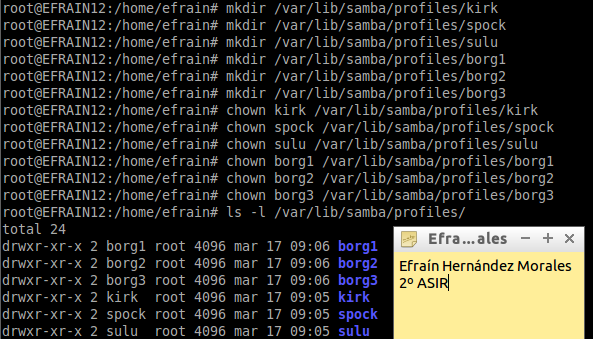 root@EFRAIN12:/home/efrain# mkdir /var/lib/samba/profiles/kirk
root@EFRAIN12:/home/efrain# mkdir /var/lib/samba/profiles/spock
root@EFRAIN12:/home/efrain# mkdir /var/lib/samba/profiles/sulu
root@EFRAIN12:/home/efrain# mkdir /var/lib/samba/profiles/borg1
root@EFRAIN12:/home/efrain# mkdir /var/lib/samba/profiles/borg2
root@EFRAIN12:/home/efrain# mkdir /var/lib/samba/profiles/borg3
root@EFRAIN12:/home/efrain# chown kirk /var/lib/samba/profiles/kirk
root@EFRAIN12:/home/efrain# chown spock /var/lib/samba/profiles/spock
root@EFRAIN12:/home/efrain# chown sulu /var/lib/samba/profiles/sulu
root@EFRAIN12:/home/efrain# chown borg1 /var/lib/samba/profiles/borg1
root@EFRAIN12:/home/efrain# chown borg2 /var/lib/samba/profiles/borg2
root@EFRAIN12:/home/efrain# chown borg3 /var/lib/samba/profiles/borg3
root@EFRAIN12:/home/efrain# ls -l /var/lib/samba/profiles/
total 24
drwxr-xr-x 2 borg1 root 4096 mar 17 09:06 borg1
drwxr-xr-x 2 borg2 root 4096 mar 17 09:06 borg2
drwxr-xr-x 2 borg3 root 4096 mar 17 09:06 borg3
drwxr-xr-x 2 kirk  root 4096 mar 17 09:05 kirk
drwxr-xr-x 2 spock root 4096 mar 17 09:05 spock
drwxr-xr-x 2 sulu  root 4096 mar 17 09:05 sulu
Efra...ales
Efraín Hernández Morales
2º ASIR